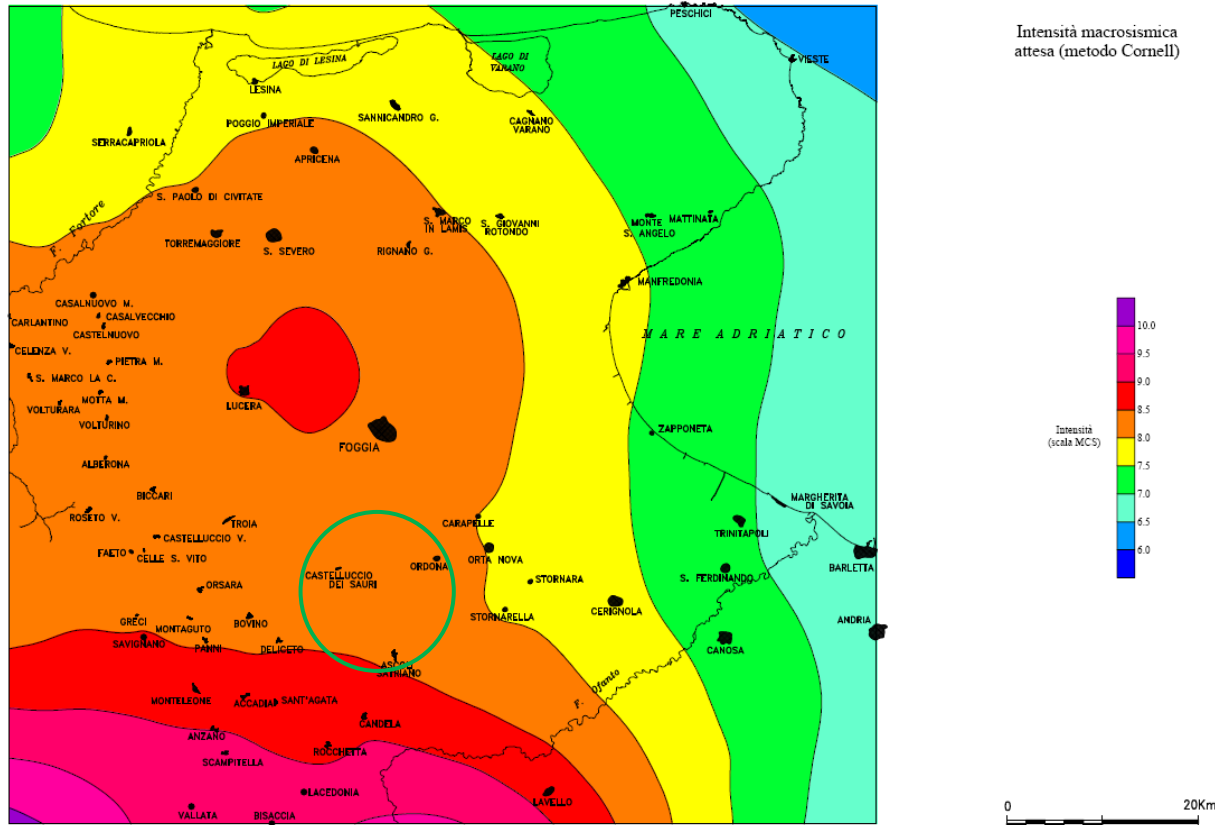 PESCHICI
Intensità macrosismica
attesa (metodo Cornell)
LAGO DI LESINA
LAGO DI
VARANO
VIESTE
LESINA
POGGIO IMPERIALE
SANNICANDRO G.
CAGNANO
VARANO
SERRACAPRIOLA
APRICENA
S. PAOLO DI CIVITATE
F. Fortore
S. MARCO
IN LAMIS
S. GIOVANNI
ROTONDO
MONTE
S. ANGELO
MATTINATA
TORREMAGGIORE
S. SEVERO
RIGNANO G.
MANFREDONIA
CASALNUOVO M.
CARLANTINO
CASALVECCHIO
CASTELNUOVO
MARE ADRIATICO
CELENZA V.
PIETRA M.
S. MARCO LA C.
MOTTA M.
LUCERA
VOLTURARA
VOLTURINO
FOGGIA
ZAPPONETA
ALBERONA
BICCARI
ROSETO V.
TROIA
CARAPELLE
MARGHERITA
DI SAVOIA
TRINITAPOLI
CASTELLUCCIO V.
FAETO
CELLE S. VITO
ORDONA
ORTA NOVA
BARLETTA
CASTELLUCCIO
DEI SAURI
ORSARA
STORNARA
S. FERDINANDO
GRECI
MONTAGUTO
BOVINO
STORNARELLA
CERIGNOLA
ANDRIA
SAVIGNANO
PANNI
DELICETO
CANOSA
ASCOLI
SATRIANO
MONTELEONE
ACCADIA
SANT'AGATA
F. Ofanto
CANDELA
ANZANO
ROCCHETTA
SCAMPITELLA
LACEDONIA
LAVELLO
VALLATA
BISACCIA
Intensità
(scala MCS)
10.0
9.5
9.0
8.5
8.0
7.5
7.0
6.5
6.0
0
20Km